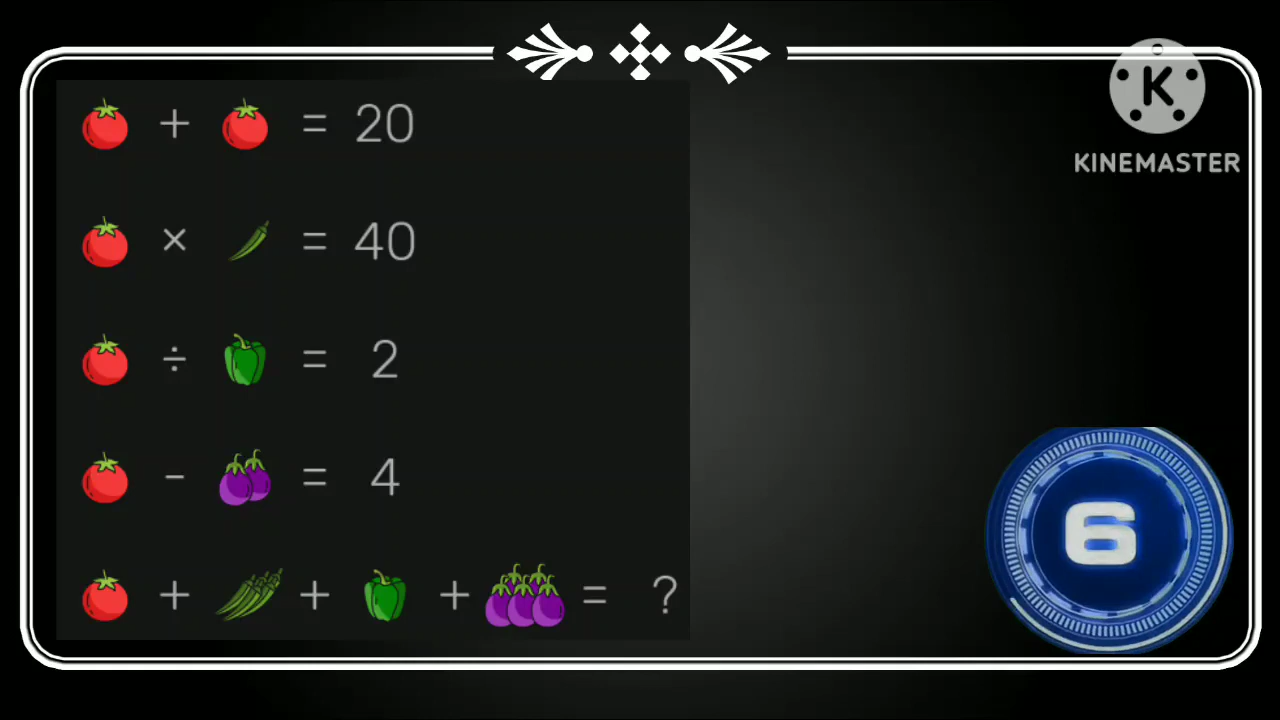 + = 20
K
KINEMASTER
× = 40
÷ = 2
- = 4
6
+ + + = ?